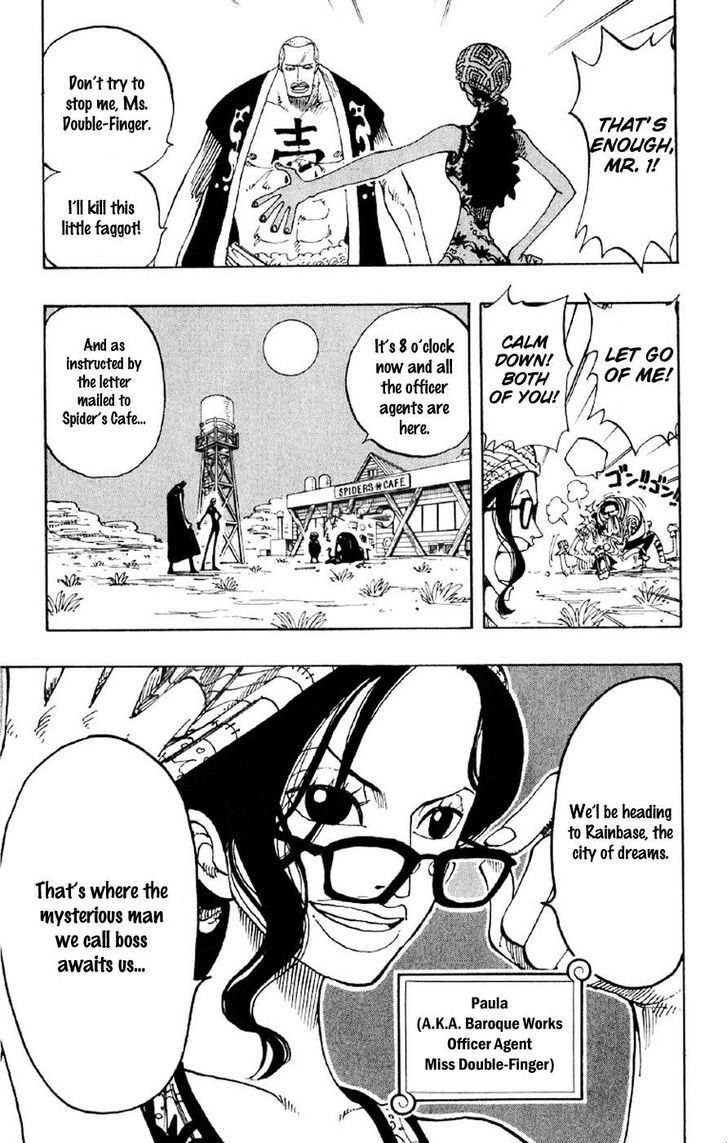 THAT'S
ENOUGH,
MR. 1!
Don't try to
stop me, Ms.
Double-Finger.
I'll kill this
little faggot!
壱
LET GO
OF ME!
CALM
DOWN!
BOTH
OF YOU!
ゴン!!ゴン!!
It's 8 o'clock
now and all
the officer
agents are
here.
And as
instructed by
the letter
mailed to
Spider's Cafe...
SPIDERS CAFE
We'l be heading
to Rainbase, the
city of dreams.
That's where the
mysterious man
we call boss
awaits us...
Paula
(A.K.A. Baroque Works
Officer Agent
Miss Double-Finger)